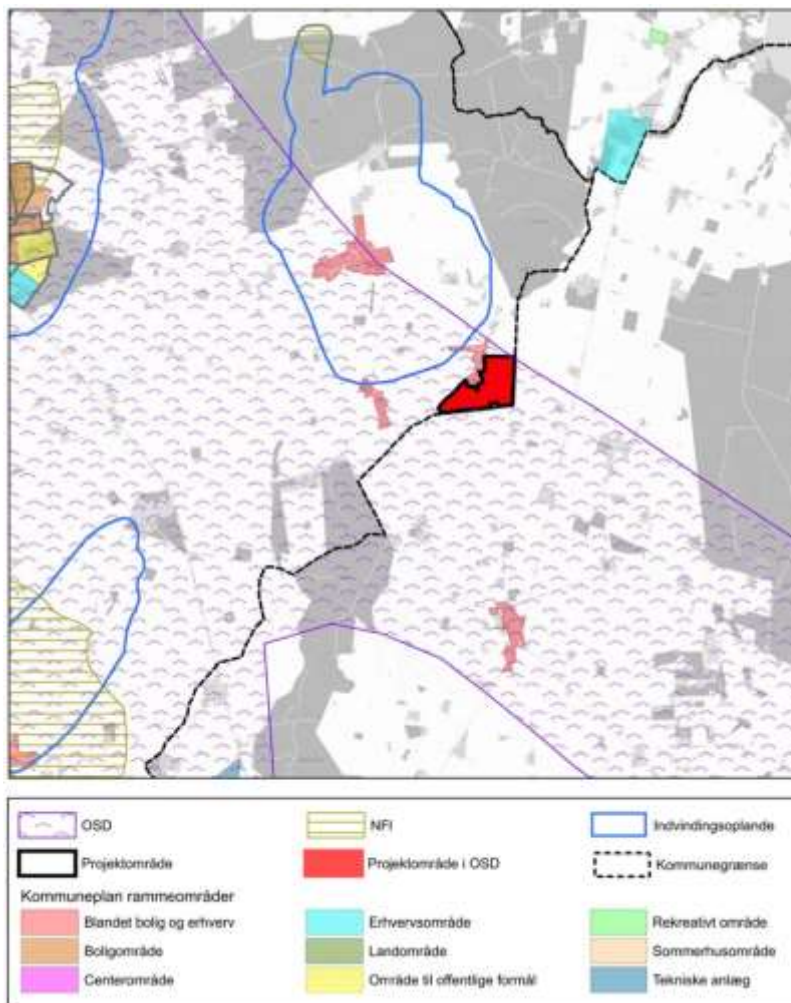 OSD NFI Indvindingsoplande
Projektområde Projektområde i OSD Kommunegrænse
Kommuneplan rammeområder
Blandet bolig og erhverv Erhvervsområde Rekreativt område
Boligområde Landområde Sommerhusområde
Centerområde Område til offentlige formål Tekniske anlæg